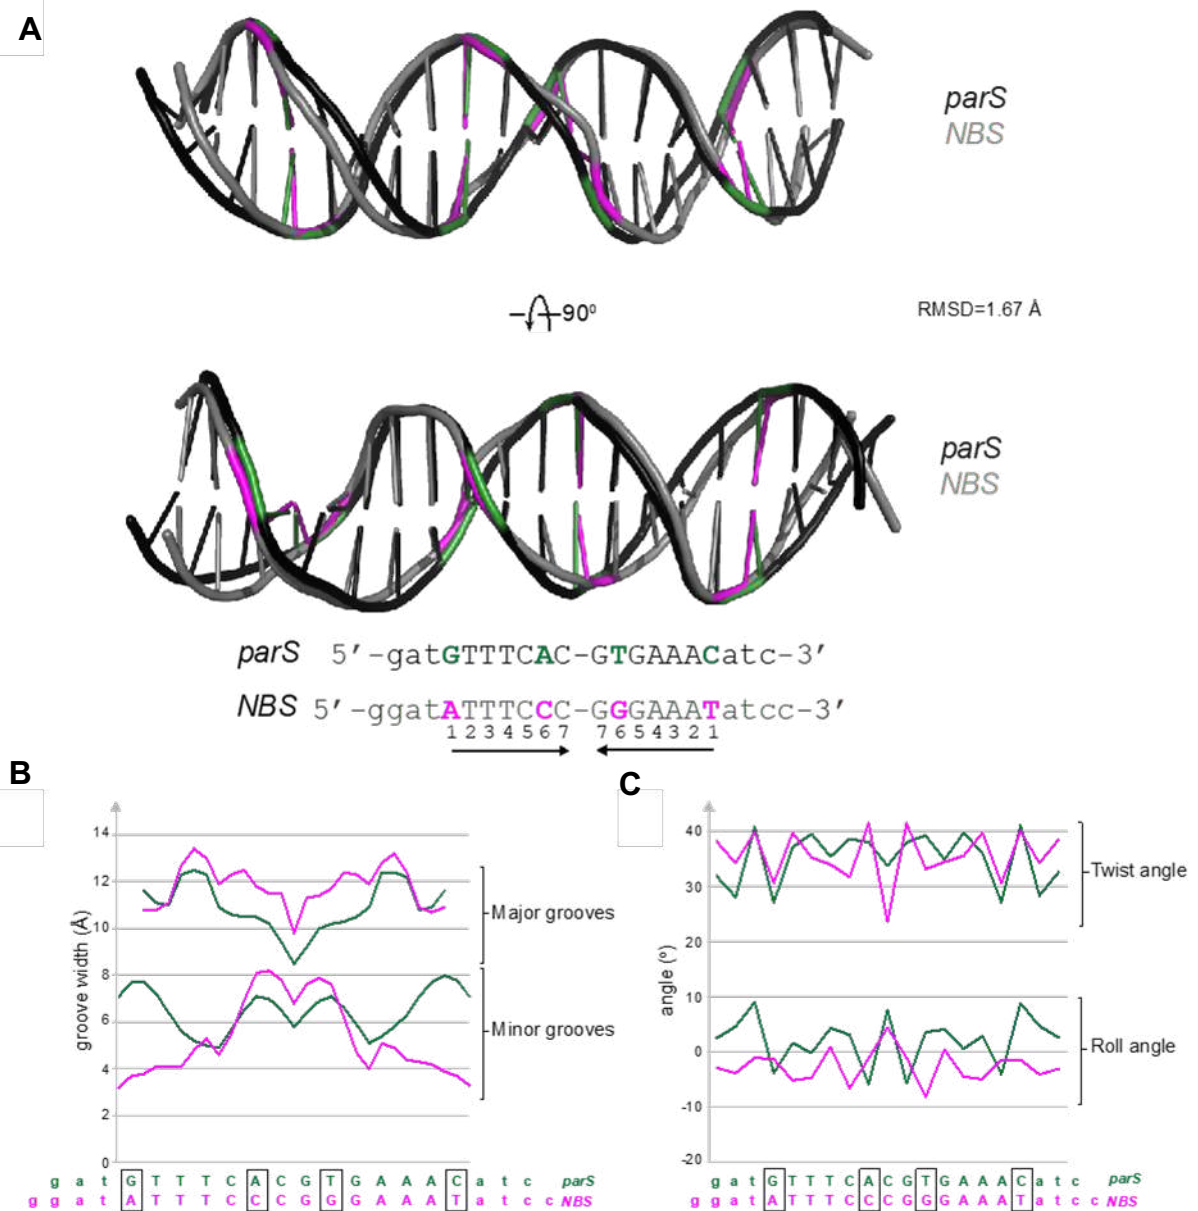 A
parS
NBS
90º
RMSD=1.67 Å
parS
NBS
parS 5′-gatGTTTCAC-GTGAAACatc-3′
NBS 5′-ggatATTTCCC-GGGAAATatcc-3′
1 2 3 4 5 6 7 7 6 5 4 3 2 1
B
groove width (Å)
14
12
10
8
6
4
2
0
Major grooves
Minor grooves
g a t G T T T C A C G T G A A A C a t c parS
g g a t A T T T C C C G G G A A A T a t c c NBS
C
angle (º)
40
30
20
10
0
-10
-20
Twist angle
Roll angle
g a t G T T T C A C G T G A A A C a t c parS
g g a t A T T T C C C G G G A A A T a t c c NBS